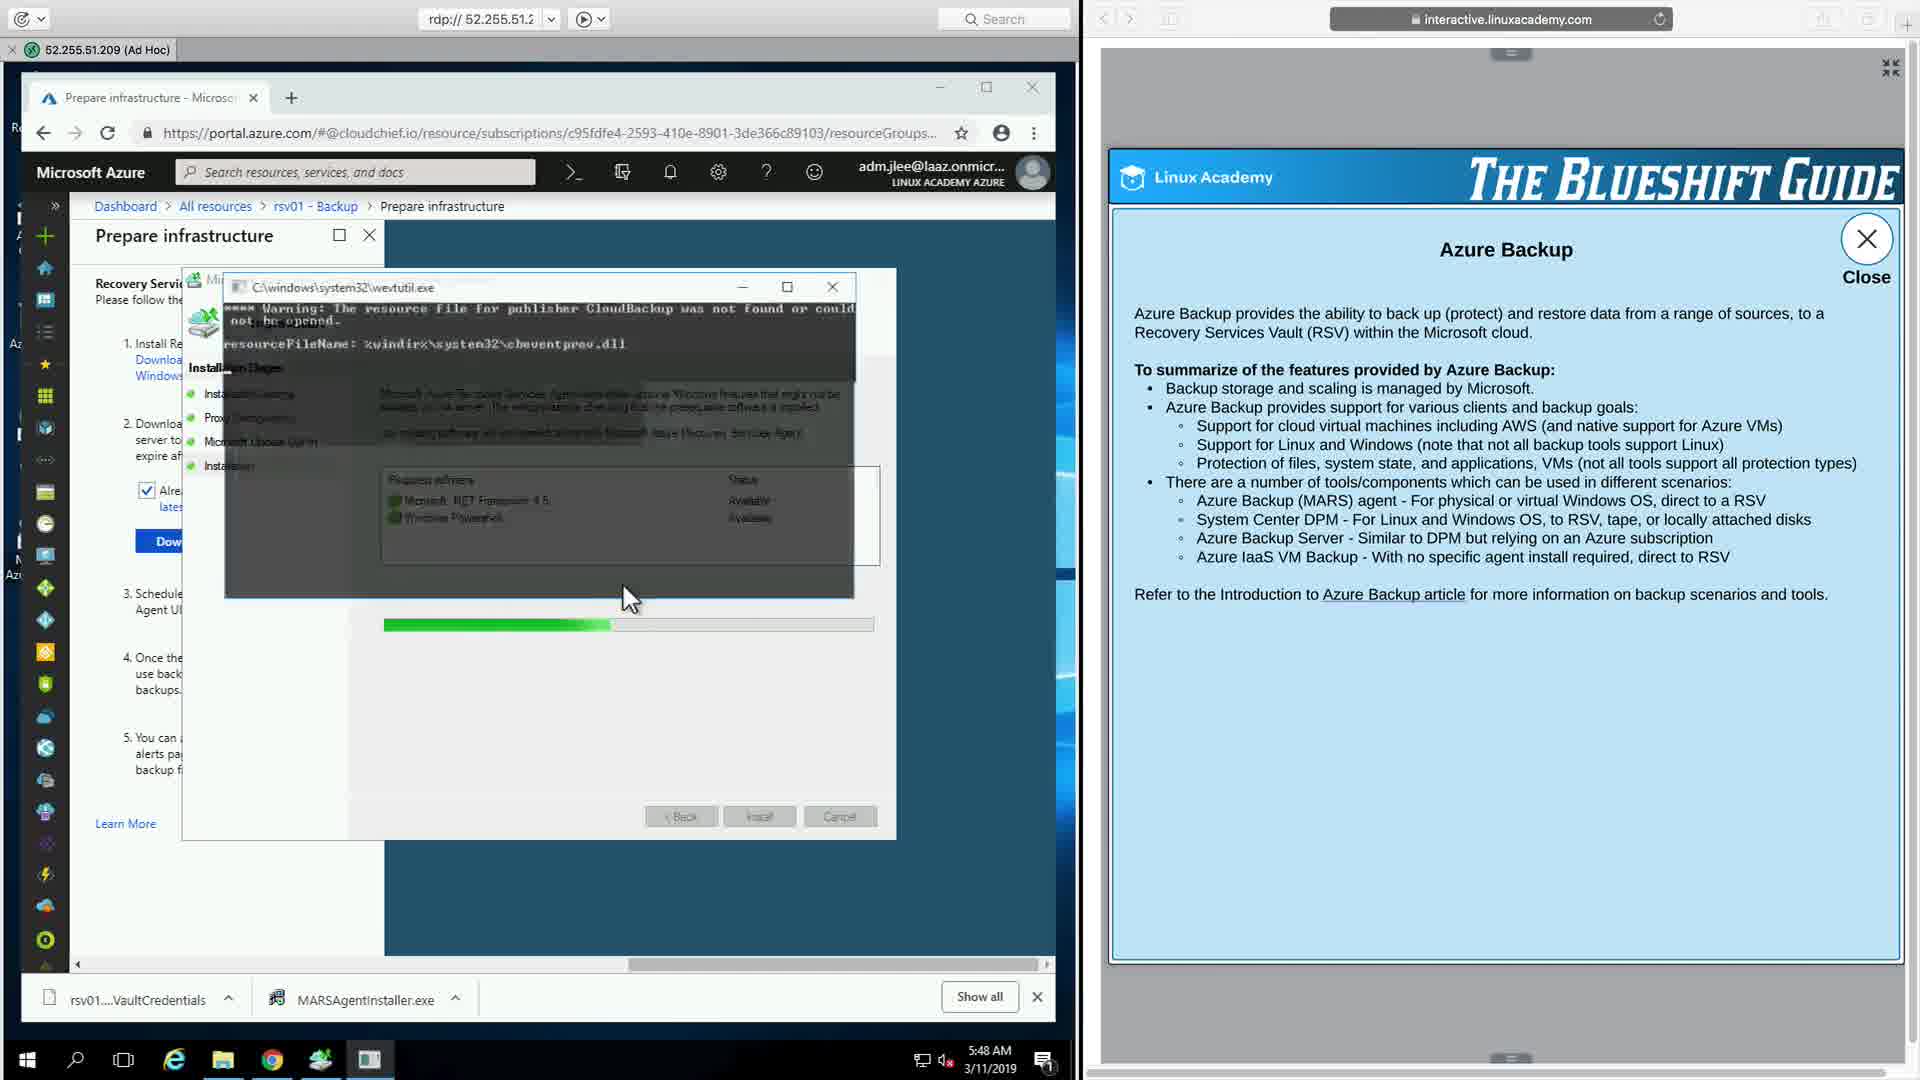 rdp:// 52.255.51.2
Search
interactive.linuxacademy.com
52.255.51.209 (Ad Hoc)
Prepare infrastructure - Microso
https://portal.azure.com/#@cloudchief.io/resource/subscriptions/c95fdfe4-2593-410e-8901-3de366c89103/resourceGroups...
Microsoft Azure
Search resources, services, and docs
adm.jlee@laaz.onmicr...
LINUX ACADEMY AZURE
Dashboard > All resources > rsv01 - Backup > Prepare infrastructure
Prepare infrastructure
Recovery Servi
Please follow the
1. Install Re
Downloa
Windows
2. Downloa
server to
expire af
Alre
lates
Dow
3. Schedule
Agent UI
4. Once the
use back
backups.
5. You can a
alerts pa
backup f
Learn More
C:\windows\system32\wevtutil.exe
**** Warning: The resource file for publisher CloudBackup was not found or could
not be opened.
resourceFileName: %windir%\system32\cbeventprov.dll
Installation Stages
Installation Settings
Proxy Configuration
Microsoft Update Opt-In
Installation
Required software Status
Microsoft .NET Framework 4.5 Available
Windows Powershell Available
< Back
Install
Cancel
rsv01....VaultCredentials
MARSAgentInstaller.exe
Show all
5:48 AM
3/11/2019
1
Linux Academy
THE BLUESHIFT GUIDE
Azure Backup
Close
Azure Backup provides the ability to back up (protect) and restore data from a range of sources, to a
Recovery Services Vault (RSV) within the Microsoft cloud.
To summarize of the features provided by Azure Backup:
• Backup storage and scaling is managed by Microsoft.
• Azure Backup provides support for various clients and backup goals:
◦ Support for cloud virtual machines including AWS (and native support for Azure VMs)
◦ Support for Linux and Windows (note that not all backup tools support Linux)
◦ Protection of files, system state, and applications, VMs (not all tools support all protection types)
• There are a number of tools/components which can be used in different scenarios:
◦ Azure Backup (MARS) agent - For physical or virtual Windows OS, direct to a RSV
◦ System Center DPM - For Linux and Windows OS, to RSV, tape, or locally attached disks
◦ Azure Backup Server - Similar to DPM but relying on an Azure subscription
◦ Azure IaaS VM Backup - With no specific agent install required, direct to RSV
Refer to the Introduction to Azure Backup article for more information on backup scenarios and tools.